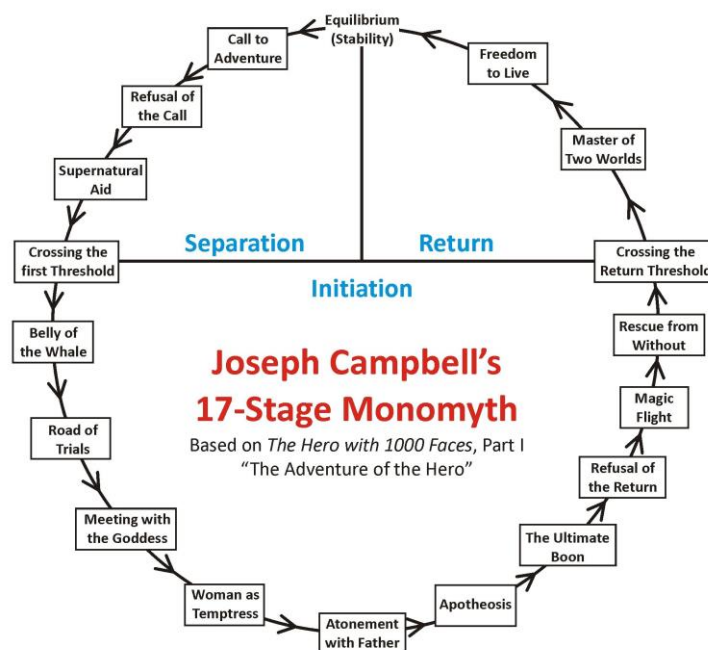 Equilibrium
(Stability)
Call to
Adventure
Refusal of
the Call
Supernatural
Aid
Crossing the
first Threshold
Belly of
the Whale
Road of
Trials
Meeting with
the Goddess
Woman as
Temptress
Atonement
with Father
Apotheosis
The Ultimate
Boon
Refusal of
the Return
Magic
Flight
Rescue from
Without
Crossing the
Return Threshold
Master of
Two Worlds
Freedom
to Live
Separation
Return
Initiation
Joseph Campbell’s
17-Stage Monomyth
Based on The Hero with 1000 Faces, Part I
“The Adventure of the Hero”